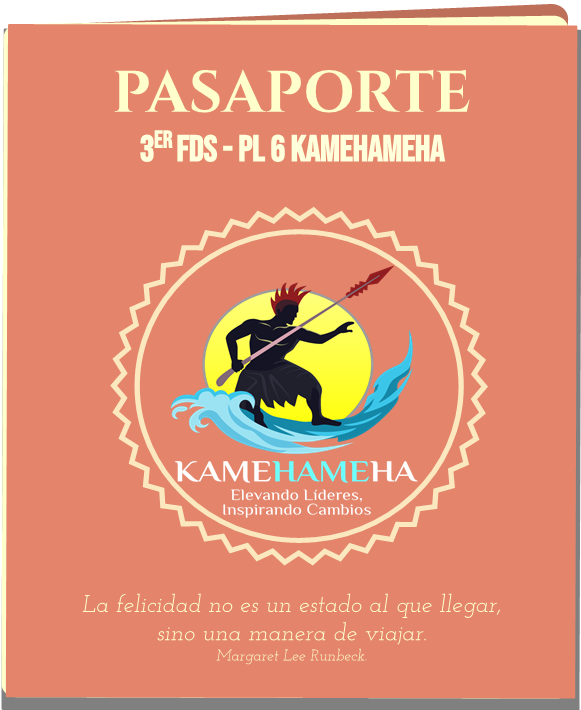 PASAPORTE
3ER FDS - PL 6 KAMEHAMEHA
KAMEHAMEHA
Elevando Líderes,
Inspirando Cambios
La felicidad no es un estado al que llegar,
sino una manera de viajar.
Margaret Lee Runbeck.